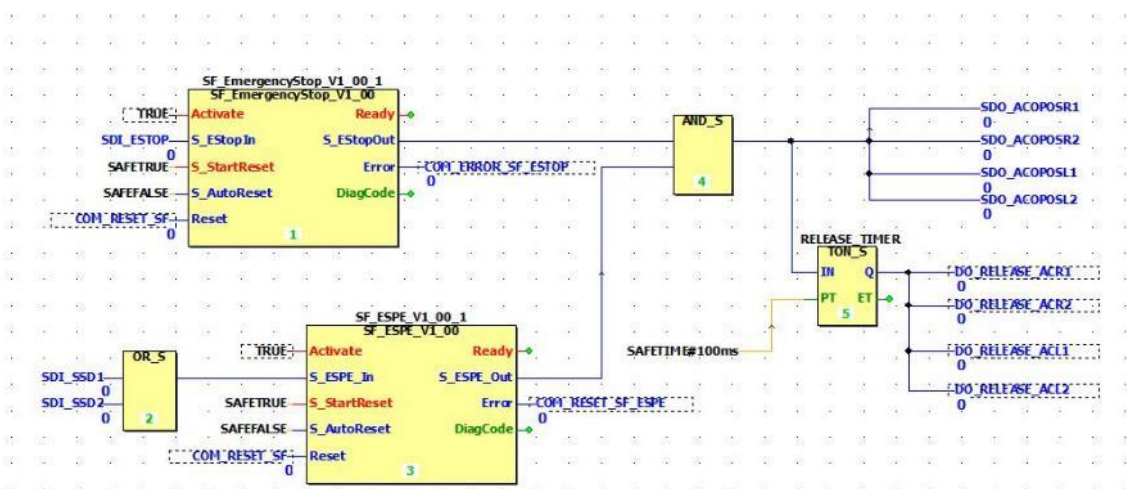 SF_EmergencyStop_V1_00_1
SF_EmergencyStop_V1_00
TRUE Activate Ready
SDI_ESTOP S_EStopIn S_EStopOut
0
SAFETRUE S_StartReset Error COM_ERROR_SF_ESTOP
0
SAFEFALSE S_AutoReset DiagCode
COM_RESET_SF Reset
0
1
AND_S
4
SDO_ACOPOSR1
0
SDO_ACOPOSR2
0
SDO_ACOPOSL1
0
SDO_ACOPOSL2
0
RELEASE_TIMER
TON_S
IN Q DO_RELEASE_ACR1
0
PT ET DO_RELEASE_ACR2
0
5
DO_RELEASE_ACL1
0
DO_RELEASE_ACL2
0
SAFETIME#100ms
SF_ESPE_V1_00_1
SF_ESPE_V1_00
OR_S
SDI_SSD1
0
SDI_SSD2
0
2
TRUE Activate Ready
S_ESPE_In S_ESPE_Out
SAFETRUE S_StartReset Error COM_RESET_SF_ESPE
0
SAFEFALSE S_AutoReset DiagCode
COM_RESET_SF Reset
0
3